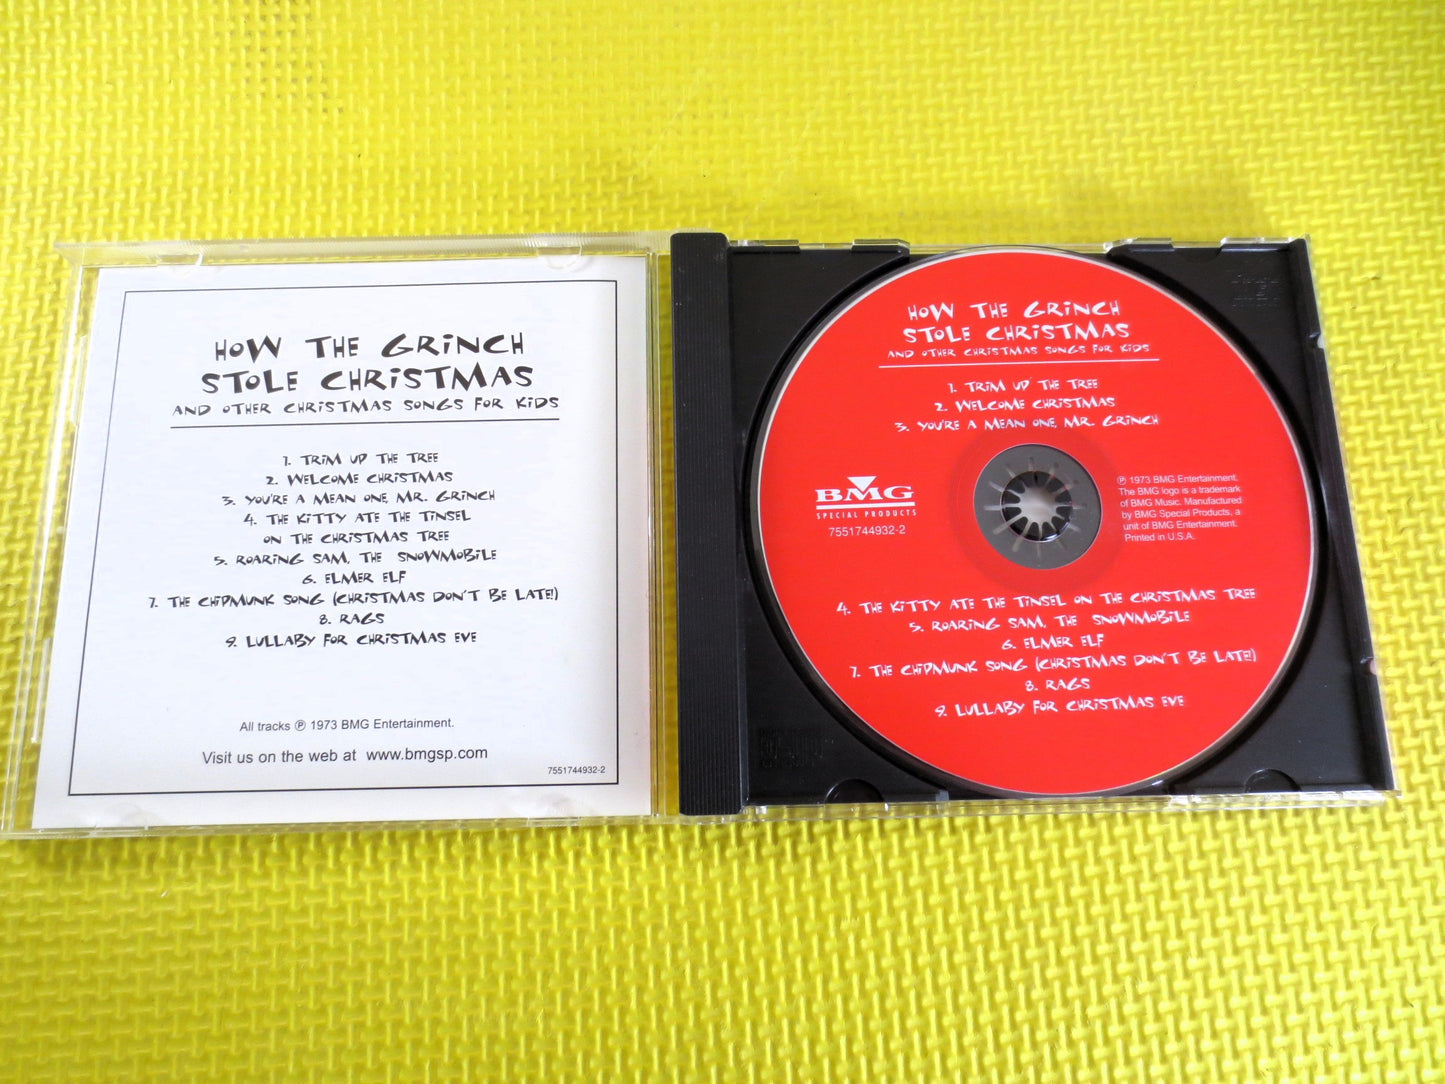 HOW THE GRINCH
STOLE CHRISTMAS
AND OTHER CHRISTMAS SONGS FOR KIDS
1. TRIM UP THE TREE
2. WELCOME CHRISTMAS
3. YOU'RE A MEAN ONE, MR. GRINCH
4. THE KITTY ATE THE TINSEL
ON THE CHRISTMAS TREE
5. ROARING SAM, THE SNOWMOBILE
6. ELMER ELF
7. THE CHIPMUNK SONG (CHRISTMAS DON'T BE LATE!)
8. RAGS
9. LULLABY FOR CHRISTMAS EVE
All tracks ℗ 1973 BMG Entertainment.
Visit us on the web at www.bmgsp.com
7551744932-2
HOW THE GRINCH
STOLE CHRISTMAS
AND OTHER CHRISTMAS SONGS FOR KIDS
1. TRIM UP THE TREE
2. WELCOME CHRISTMAS
3. YOU'RE A MEAN ONE, MR. GRINCH
BMG
SPECIAL PRODUCTS
7551744932-2
℗ 1973 BMG Entertainment.
The BMG logo is a trademark
of BMG Music. Manufactured
by BMG Special Products, a
unit of BMG Entertainment.
Printed in U.S.A.
4. THE KITTY ATE THE TINSEL ON THE CHRISTMAS TREE
5. ROARING SAM, THE SNOWMOBILE
6. ELMER ELF
7. THE CHIPMUNK SONG (CHRISTMAS DON'T BE LATE!)
8. RAGS
9. LULLABY FOR CHRISTMAS EVE